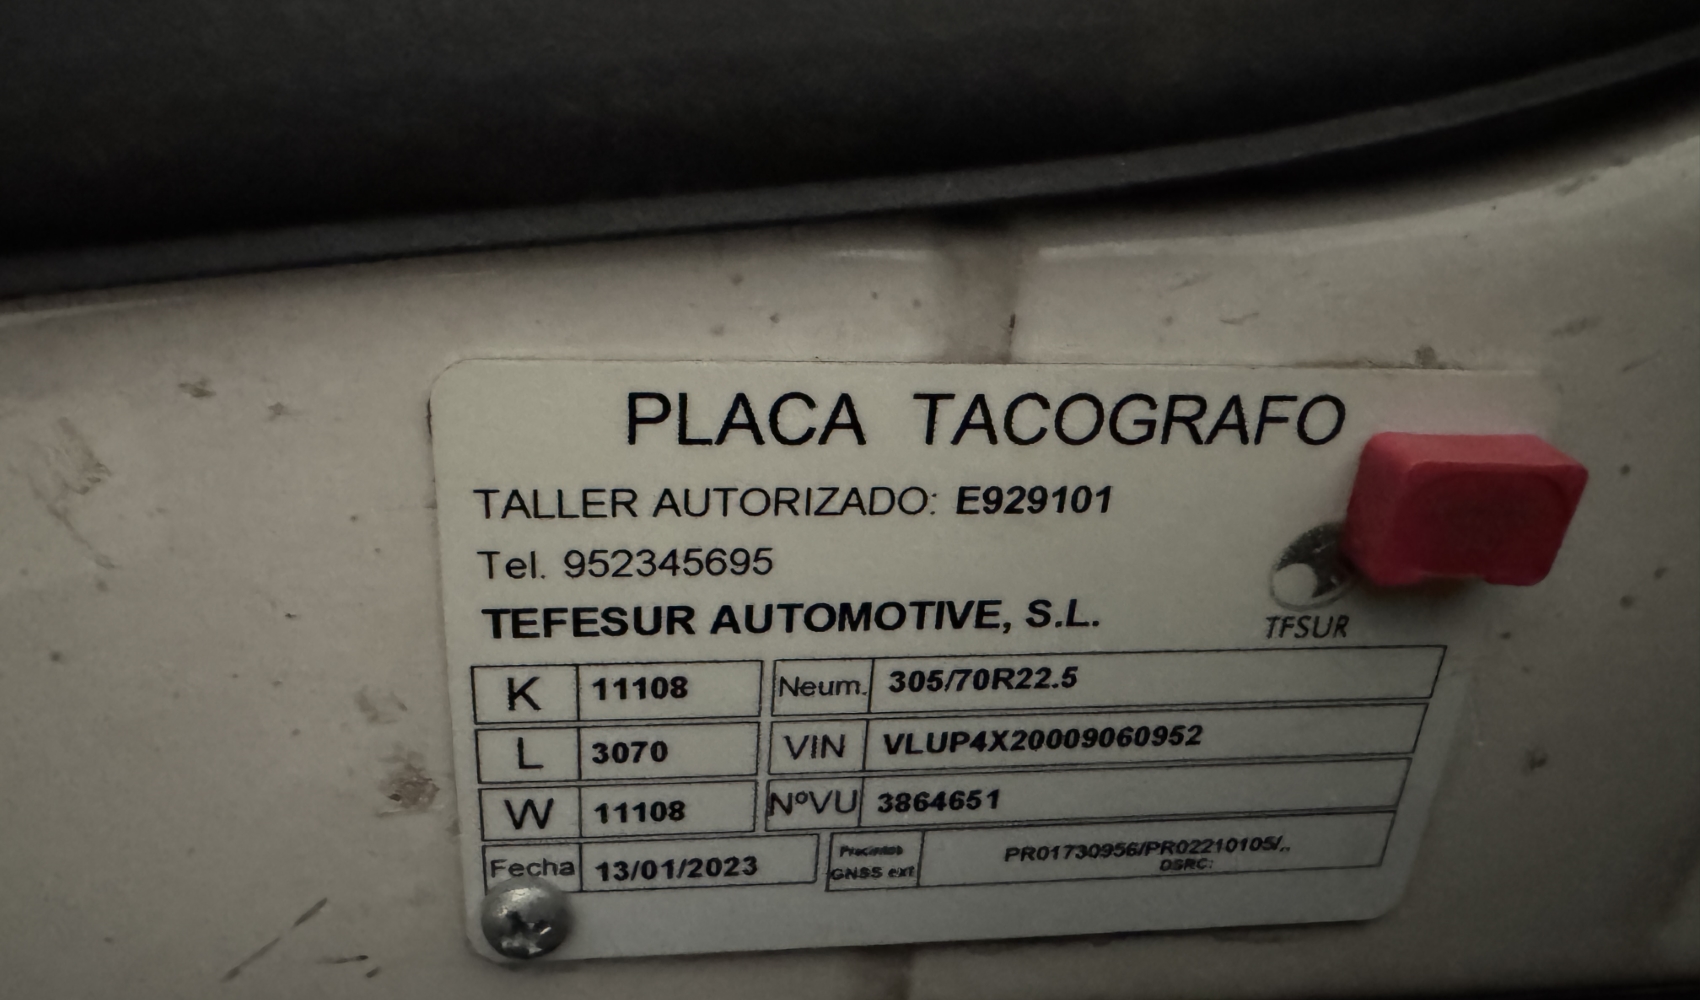 PLACA TACOGRAFO
TALLER AUTORIZADO: E929101
Tel. 952345695
TEFESUR AUTOMOTIVE, S.L.
TFSUR
K 11108 Neum. 305/70R22.5
L 3070 VIN VLUP4X20009060952
W 11108 NºVU 3864651
Fecha 13/01/2023 Precintos PR01730956/PR02210105/,,
GNSS ext DSRC: